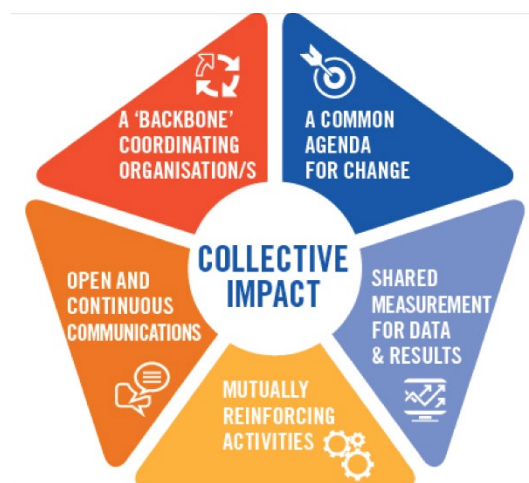 A 'BACKBONE'
COORDINATING
ORGANISATION/S
A COMMON
AGENDA
FOR CHANGE
COLLECTIVE
IMPACT
OPEN AND
CONTINUOUS
COMMUNICATIONS
SHARED
MEASUREMENT
FOR DATA
& RESULTS
MUTUALLY
REINFORCING
ACTIVITIES